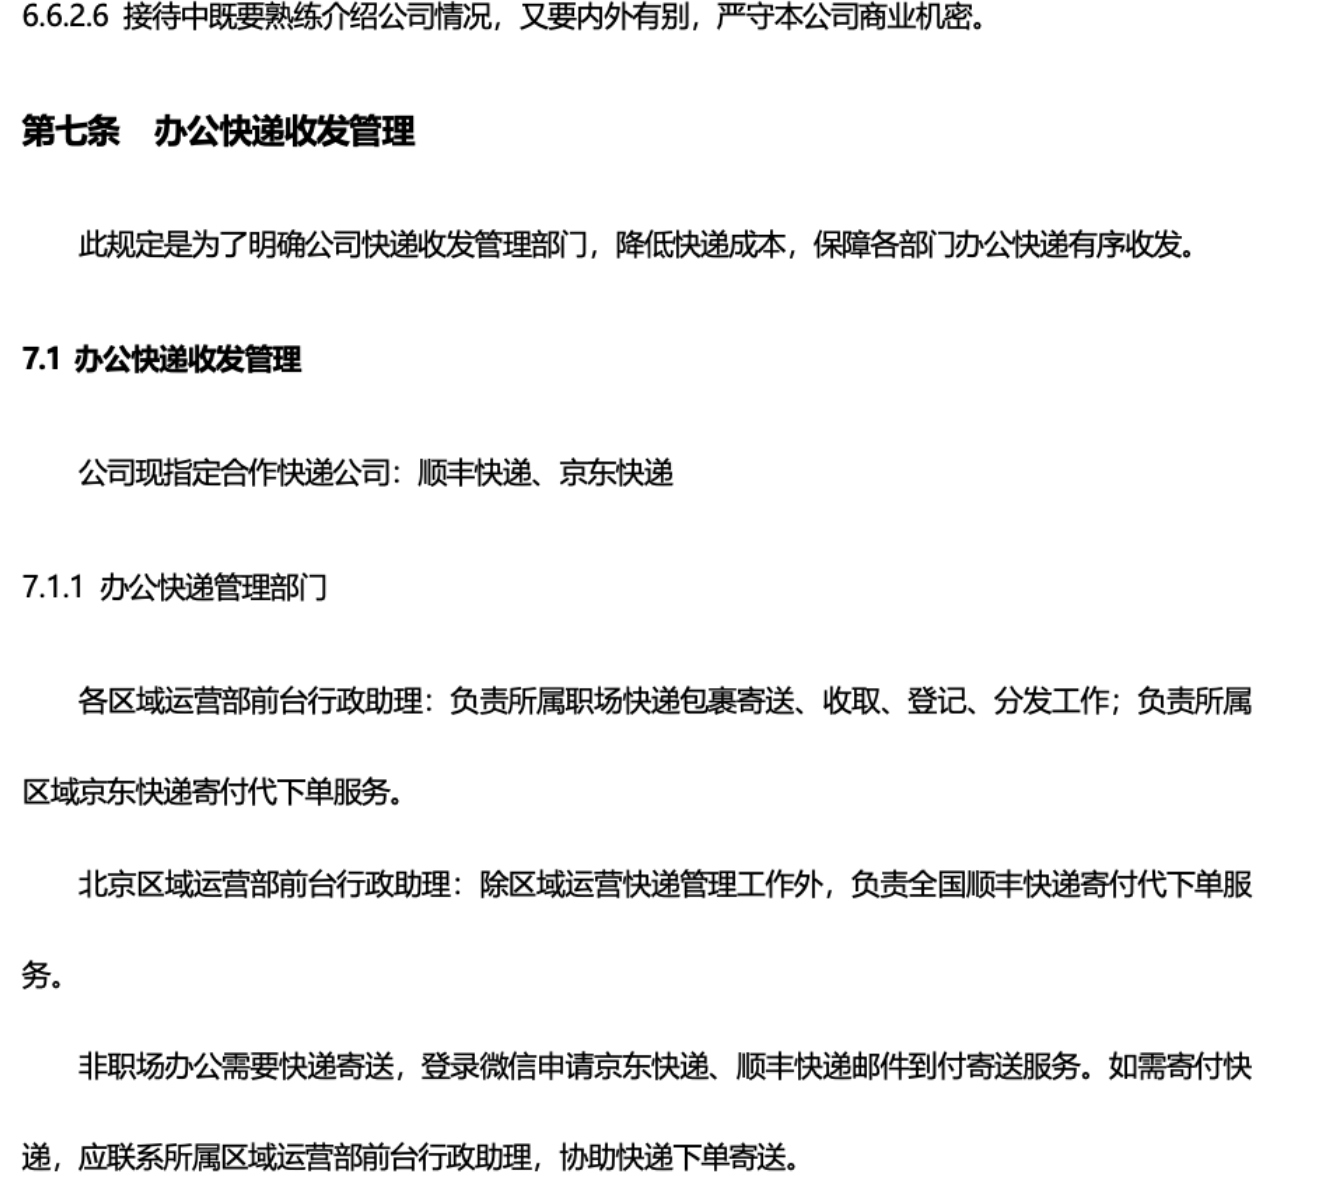 6.6.2.6 接待中既要熟练介绍公司情况，又要内外有别，严守本公司商业机密。
第七条　办公快递收发管理
此规定是为了明确公司快递收发管理部门，降低快递成本，保障各部门办公快递有序收发。
7.1 办公快递收发管理
公司现指定合作快递公司：顺丰快递、京东快递
7.1.1 办公快递管理部门
各区域运营部前台行政助理：负责所属职场快递包裹寄送、收取、登记、分发工作；负责所属
区域京东快递寄付代下单服务。
北京区域运营部前台行政助理：除区域运营快递管理工作外，负责全国顺丰快递寄付代下单服
务。
非职场办公需要快递寄送，登录微信申请京东快递、顺丰快递邮件到付寄送服务。如需寄付快
递，应联系所属区域运营部前台行政助理，协助快递下单寄送。